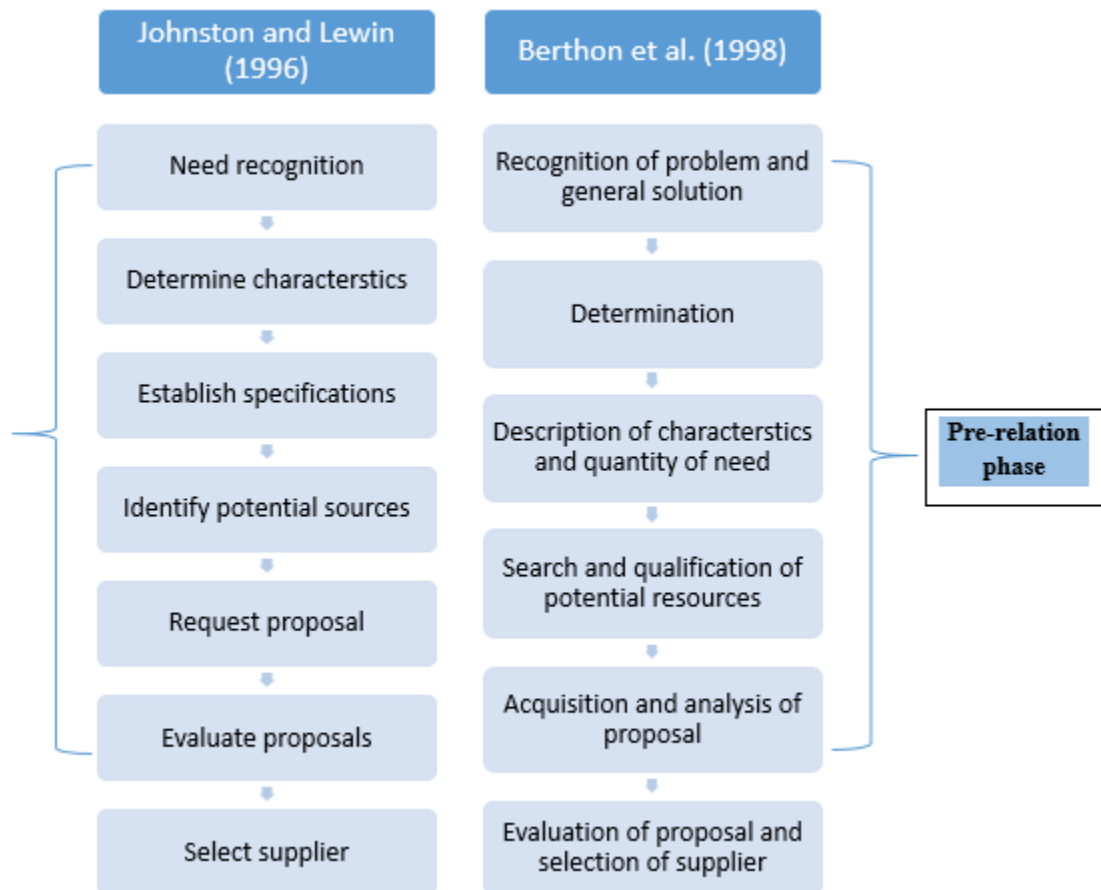 Johnston and Lewin
(1996)
Need recognition
Determine characterstics
Establish specifications
Identify potential sources
Request proposal
Evaluate proposals
Select supplier
Berthon et al. (1998)
Recognition of problem and
general solution
Determination
Description of characterstics
and quantity of need
Search and qualification of
potential resources
Acquisition and analysis of
proposal
Evaluation of proposal and
selection of supplier
Pre-relation
phase